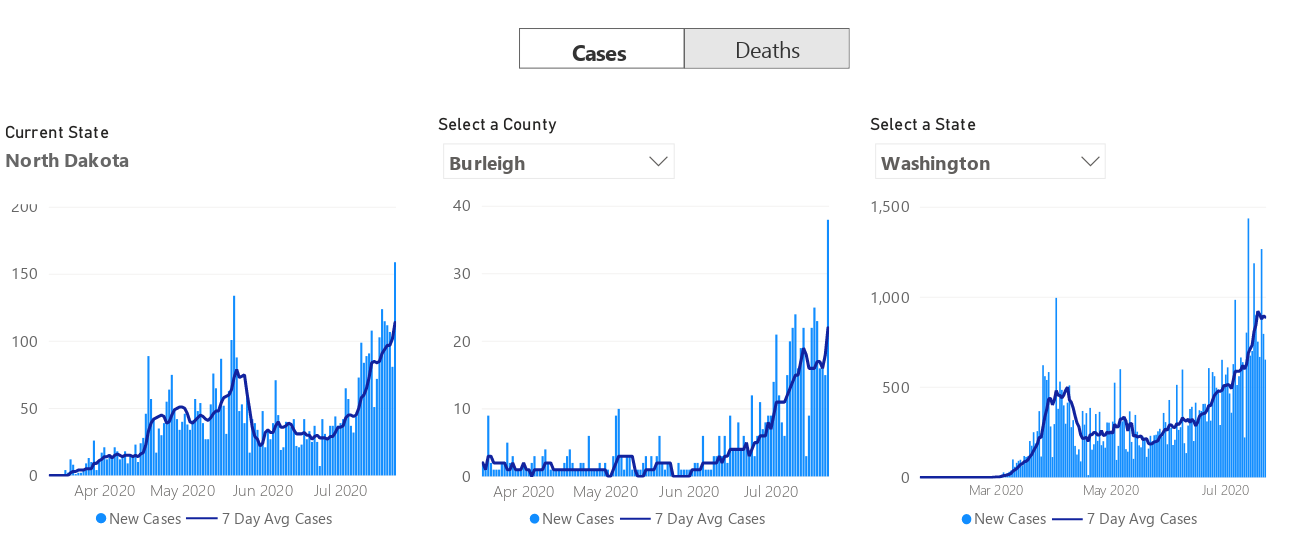 Cases
Deaths
Current State
North Dakota
200
150
100
50
0
Apr 2020
May 2020
Jun 2020
Jul 2020
New Cases
7 Day Avg Cases
Select a County
Burleigh
40
30
20
10
0
Apr 2020
May 2020
Jun 2020
Jul 2020
New Cases
7 Day Avg Cases
Select a State
Washington
1,500
1,000
500
0
Mar 2020
May 2020
Jul 2020
New Cases
7 Day Avg Cases